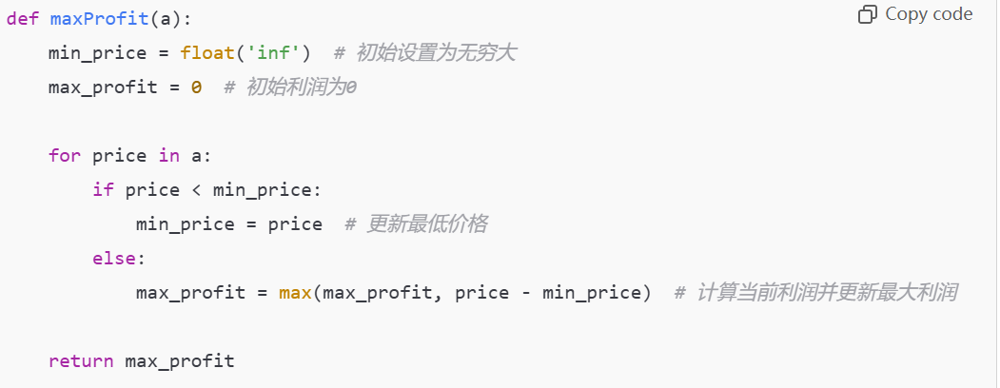 Copy code
def maxProfit(a):
    min_price = float('inf')  # 初始设置为无穷大
    max_profit = 0  # 初始利润为0
    for price in a:
        if price < min_price:
            min_price = price  # 更新最低价格
        else:
            max_profit = max(max_profit, price - min_price)  # 计算当前利润并更新最大利润
    return max_profit